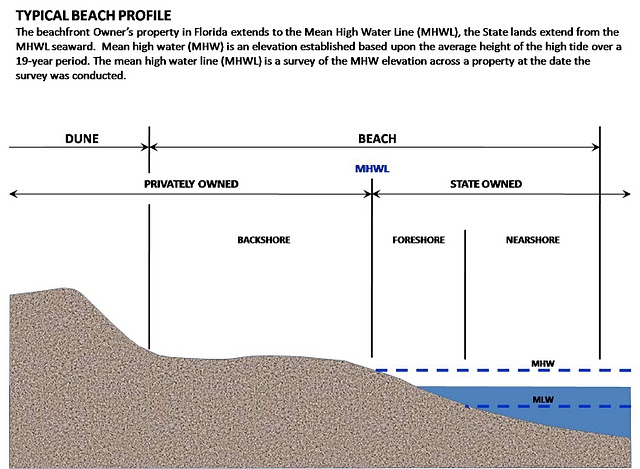 TYPICAL BEACH PROFILE
The beachfront Owner's property in Florida extends to the Mean High Water Line (MHWL), the State lands extend from the
MHWL seaward.  Mean high water (MHW) is an elevation established based upon the average height of the high tide over a
19-year period. The mean high water line (MHWL) is a survey of the MHW elevation across a property at the date the
survey was conducted.
DUNE
BEACH
MHWL
PRIVATELY OWNED
STATE OWNED
BACKSHORE
FORESHORE
NEARSHORE
MHW
MLW